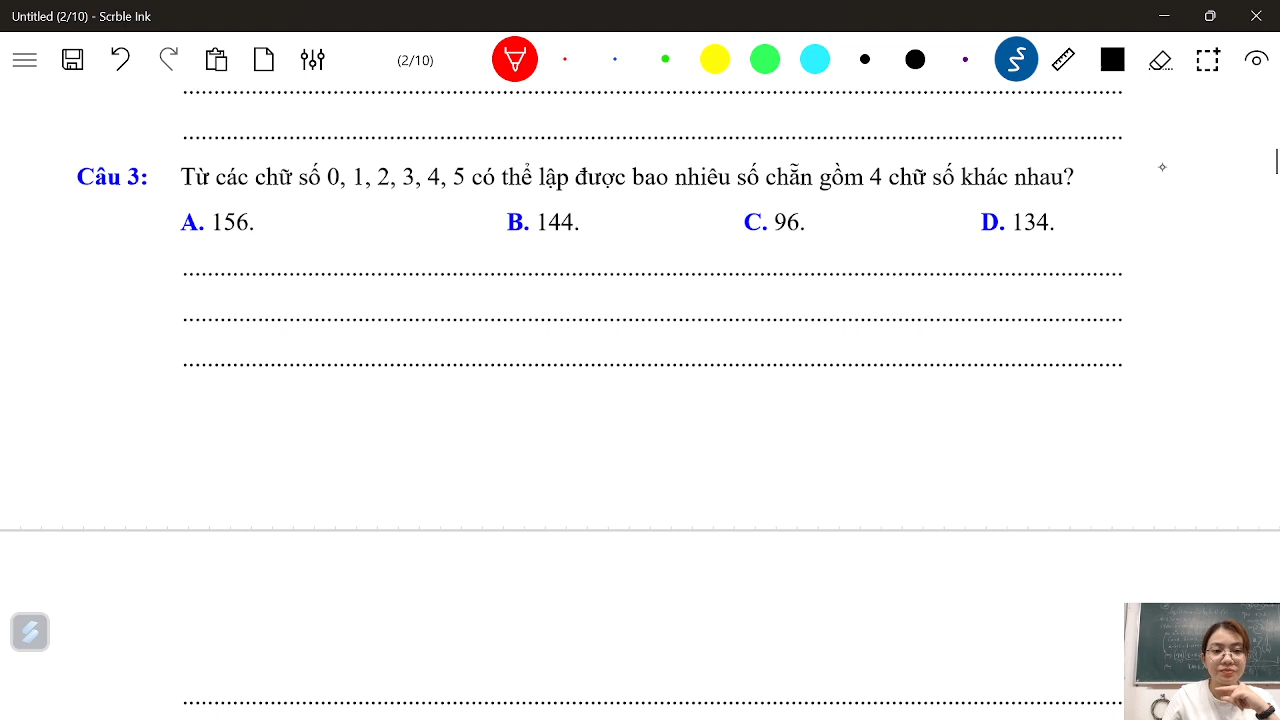 Untitled (2/10) - Scrble Ink
(2/10)
Câu 3: Từ các chữ số 0, 1, 2, 3, 4, 5 có thể lập được bao nhiêu số chẵn gồm 4 chữ số khác nhau?
A. 156. B. 144. C. 96. D. 134.